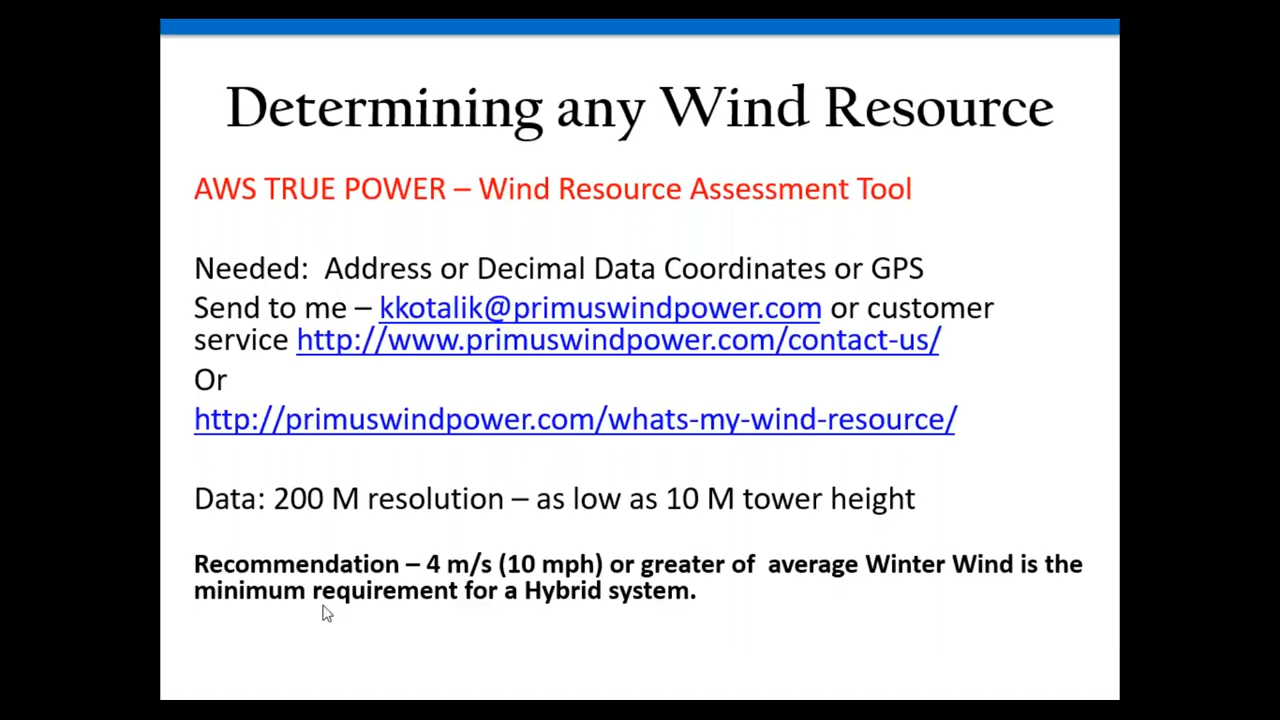 Determining any Wind Resource
AWS TRUE POWER – Wind Resource Assessment Tool
Needed:  Address or Decimal Data Coordinates or GPS
Send to me – kkotalik@primuswindpower.com or customer
service http://www.primuswindpower.com/contact-us/
Or
http://primuswindpower.com/whats-my-wind-resource/
Data: 200 M resolution – as low as 10 M tower height
Recommendation – 4 m/s (10 mph) or greater of  average Winter Wind is the
minimum requirement for a Hybrid system.